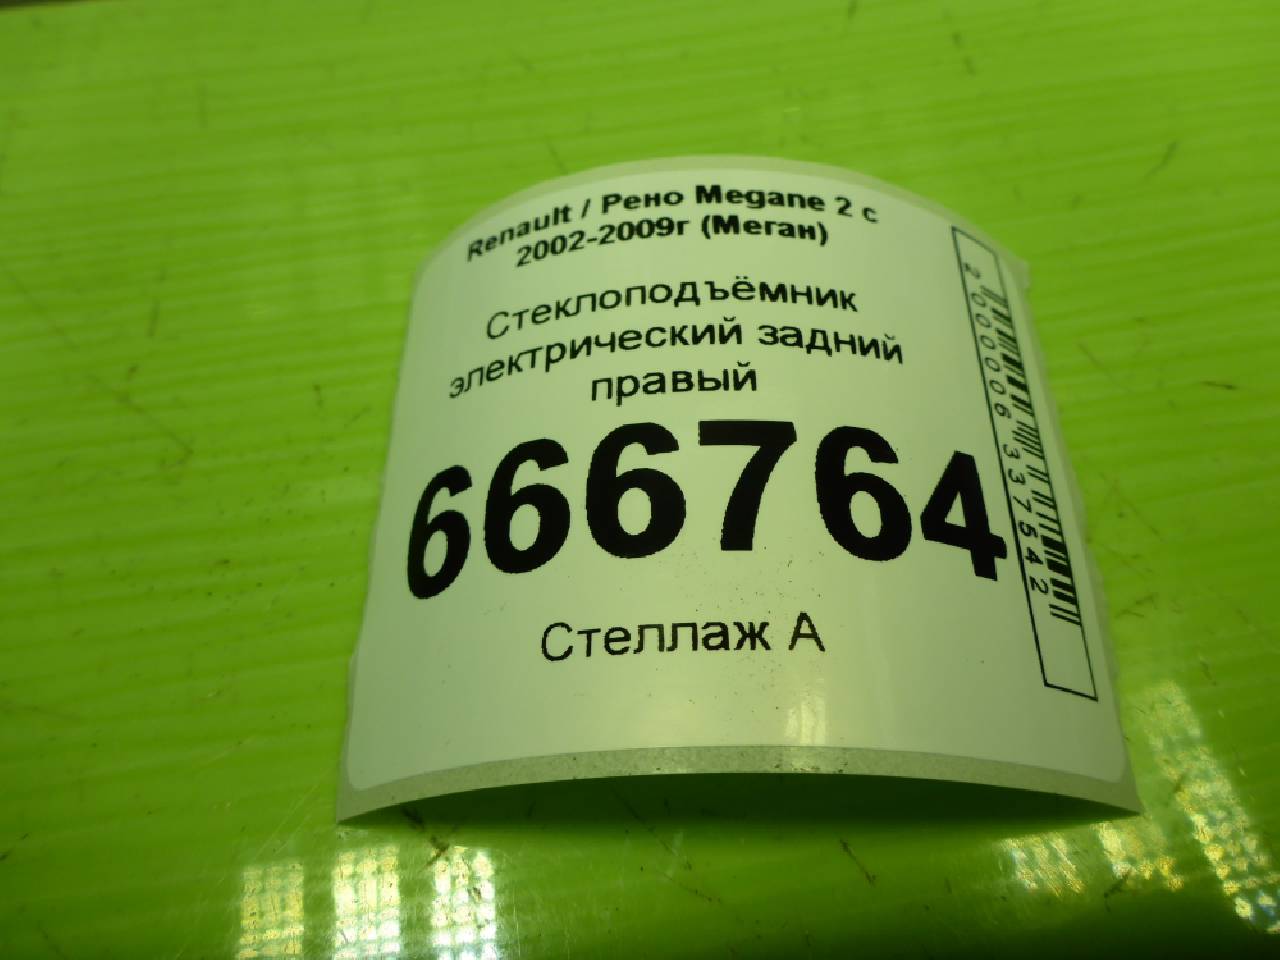 Renault / Рено Megane 2 с
2002-2009г (Меган)
Стеклоподъёмник
электрический задний
правый
666764
Стеллаж А
2000006337542